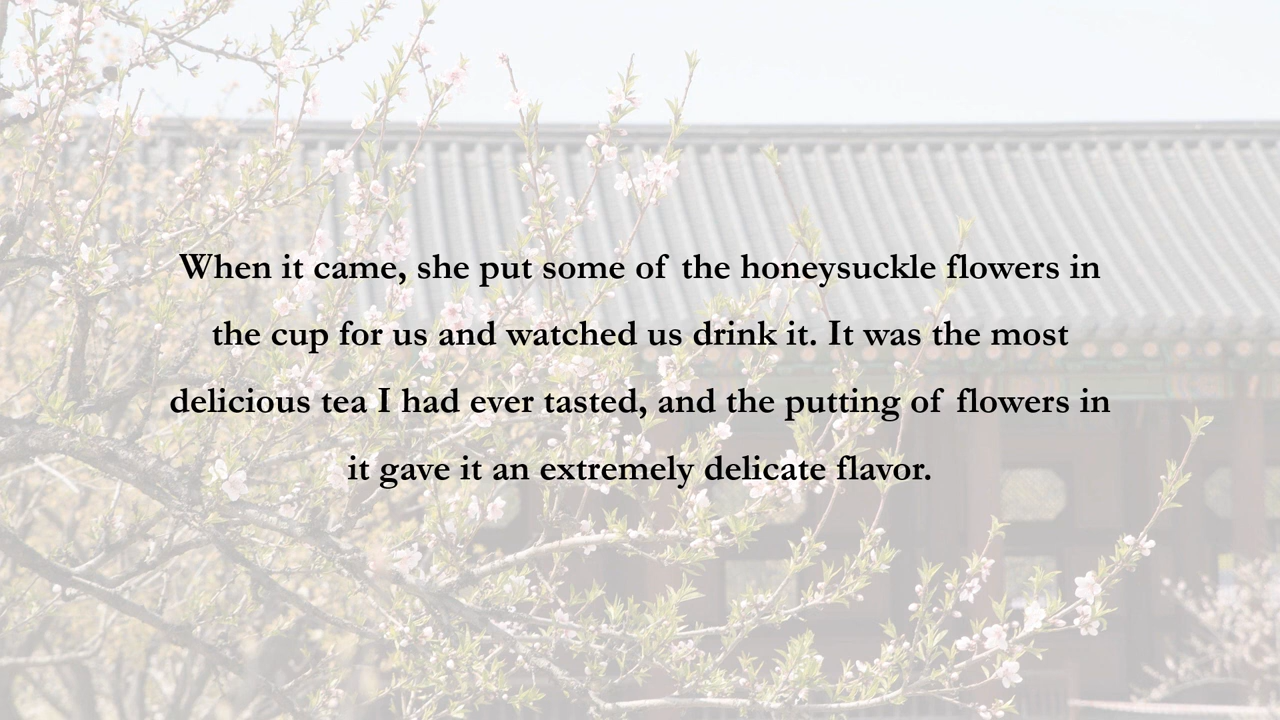 When it came, she put some of the honeysuckle flowers in
the cup for us and watched us drink it. It was the most
delicious tea I had ever tasted, and the putting of flowers in
it gave it an extremely delicate flavor.